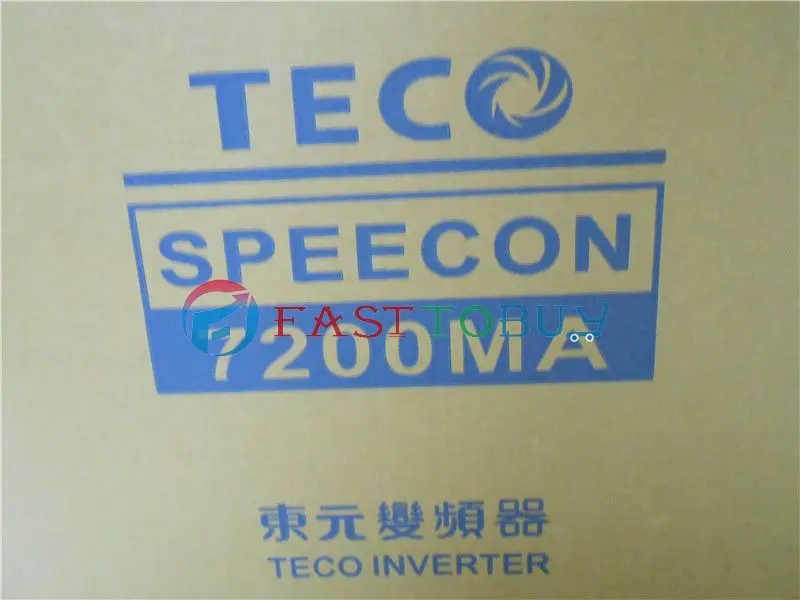 TECO
SPEECON
FASTTOBUY
7200MA
東元變頻器
TECO INVERTER